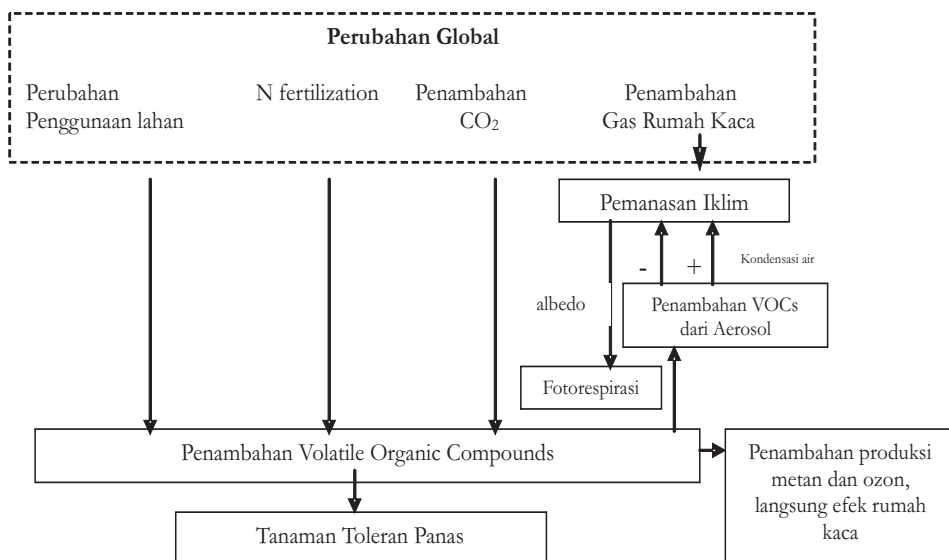 Perubahan Global
Perubahan
Penggunaan lahan
N fertilization
Penambahan
CO₂
Penambahan
Gas Rumah Kaca
Pemanasan Iklim
- +
Kondensasi air
albedo
Penambahan VOCs
dari Aerosol
Fotorespirasi
Penambahan Volatile Organic Compounds
Penambahan produksi
metan dan ozon,
langsung efek rumah
kaca
Tanaman Toleran Panas